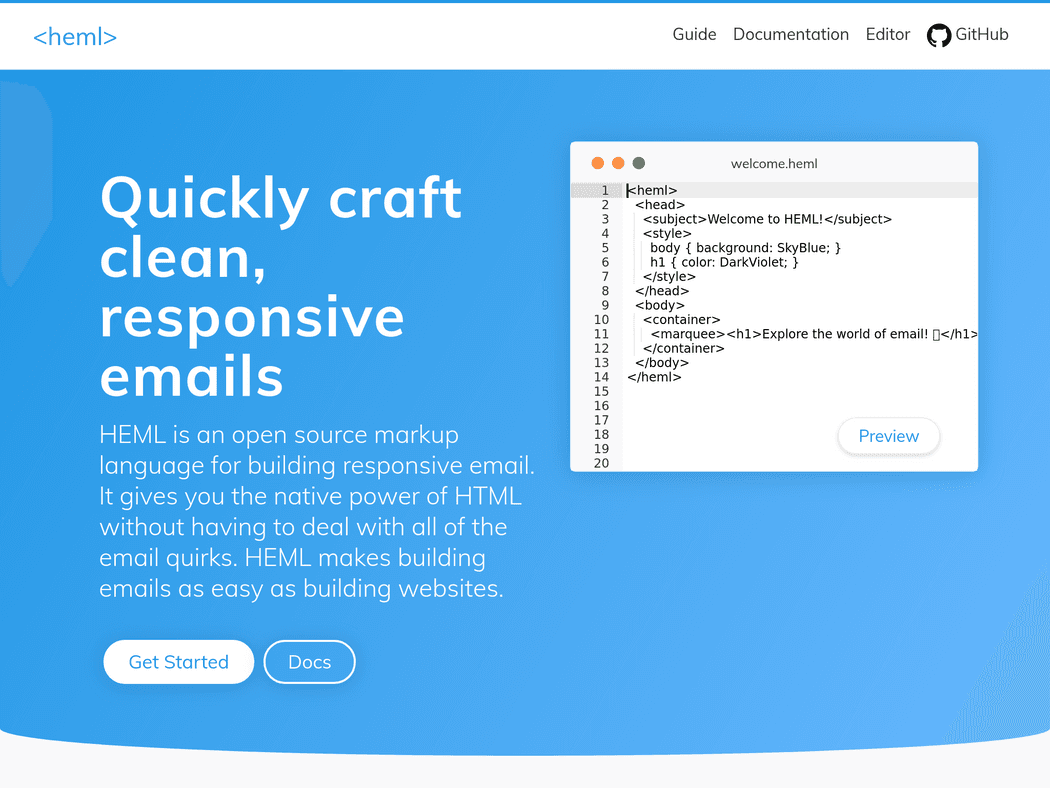 <heml>
Guide Documentation Editor GitHub
Quickly craft
clean,
responsive
emails
HEML is an open source markup
language for building responsive email.
It gives you the native power of HTML
without having to deal with all of the
email quirks. HEML makes building
emails as easy as building websites.
Get Started Docs
welcome.heml
1 <heml>
2 <head>
3 <subject>Welcome to HEML!</subject>
4 <style>
5 body { background: SkyBlue; }
6 h1 { color: DarkViolet; }
7 </style>
8 </head>
9 <body>
10 <container>
11 <marquee><h1>Explore the world of email! </h1>
12 </container>
13 </body>
14 </heml>
15
16
17
18
19
20
Preview